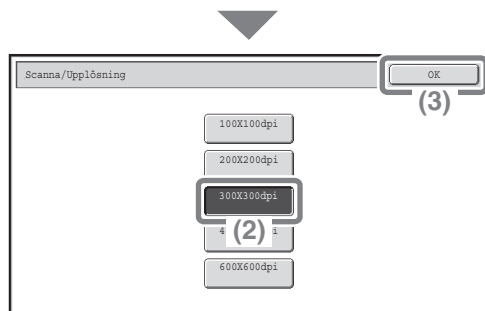 Scanna/Upplösning
OK
(3)
100X100dpi
200X200dpi
300X300dpi
(2)
600X600dpi